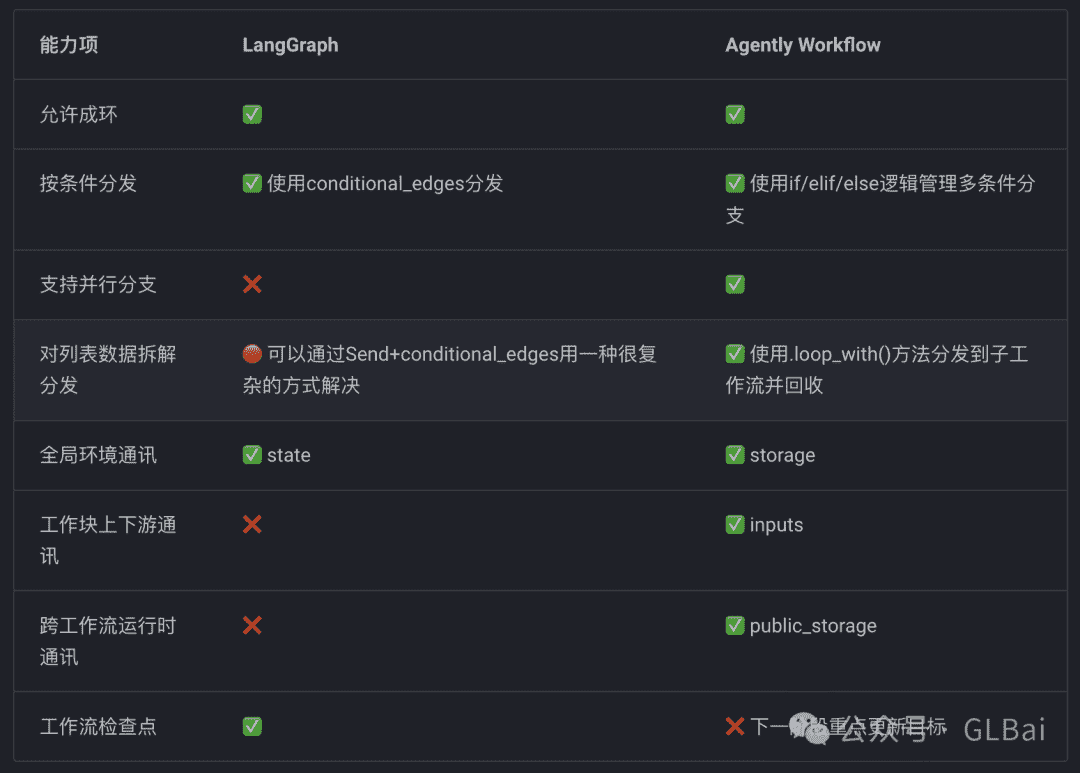 能力项 LangGraph Agently Workflow
允许成环 ✅ ✅
按条件分发 ✅ 使用conditional_edges分发 ✅ 使用if/elif/else逻辑管理多条件分
支
支持并行分支 ❌ ✅
对列表数据拆解 🍅 可以通过Send+conditional_edges用一种很复 ✅ 使用.loop_with()方法分发到子工
分发 杂的方式解决 作流并回收
全局环境通讯 ✅ state ✅ storage
工作块上下游通 ❌ ✅ inputs
讯
跨工作流运行时 ❌ ✅ public_storage
通讯
工作流检查点 ✅ ❌ 下一 段重点更新目标
公众号 · GLBai